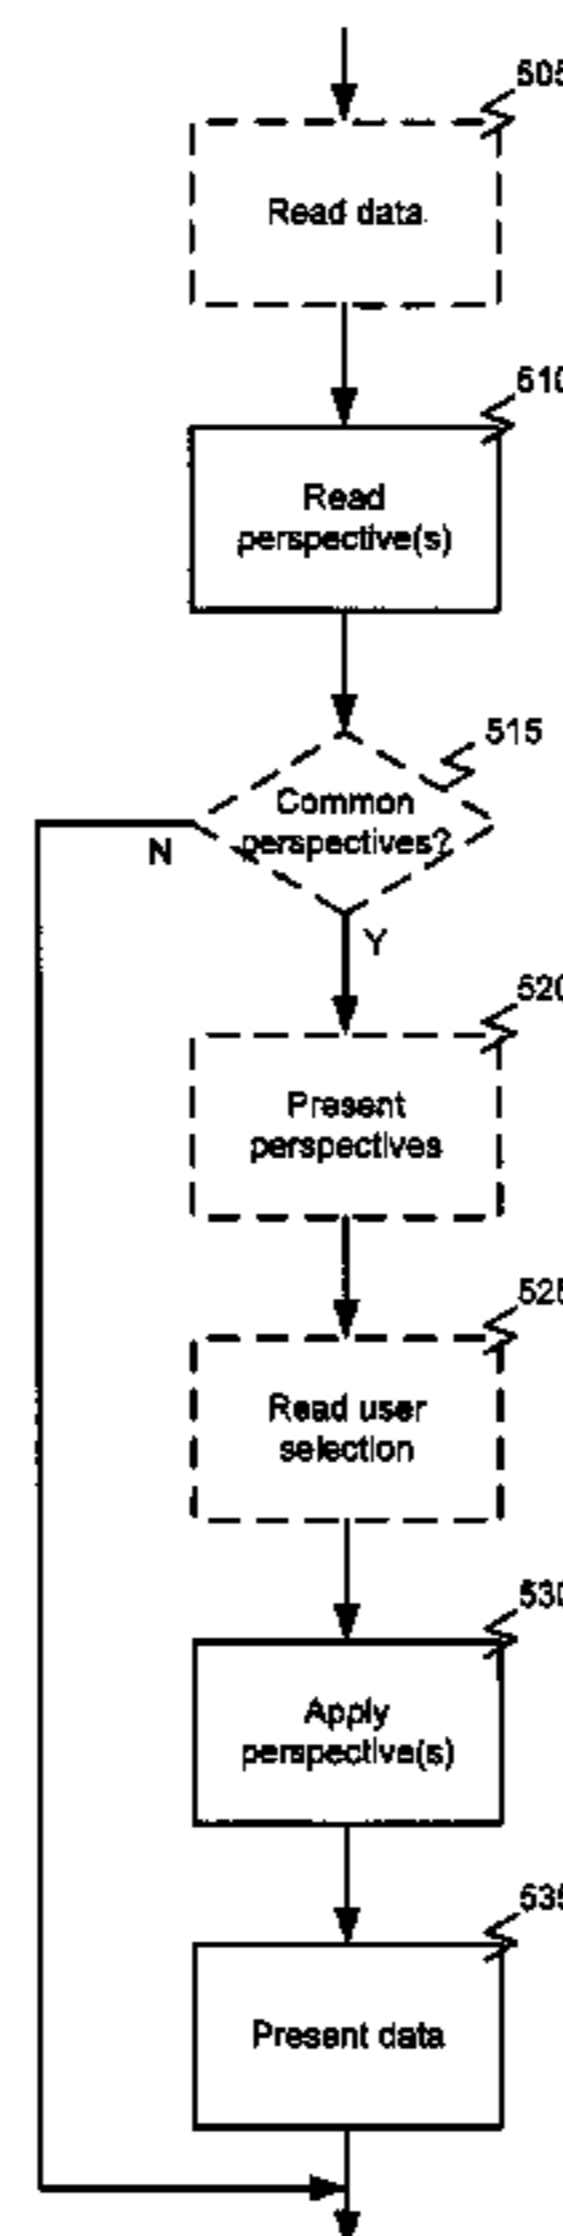 505
Read data
510
Read
perspective(s)
515
Common
perspectives?
N
Y
520
Present
perspectives
525
Read user
selection
530
Apply
perspective(s)
535
Present data